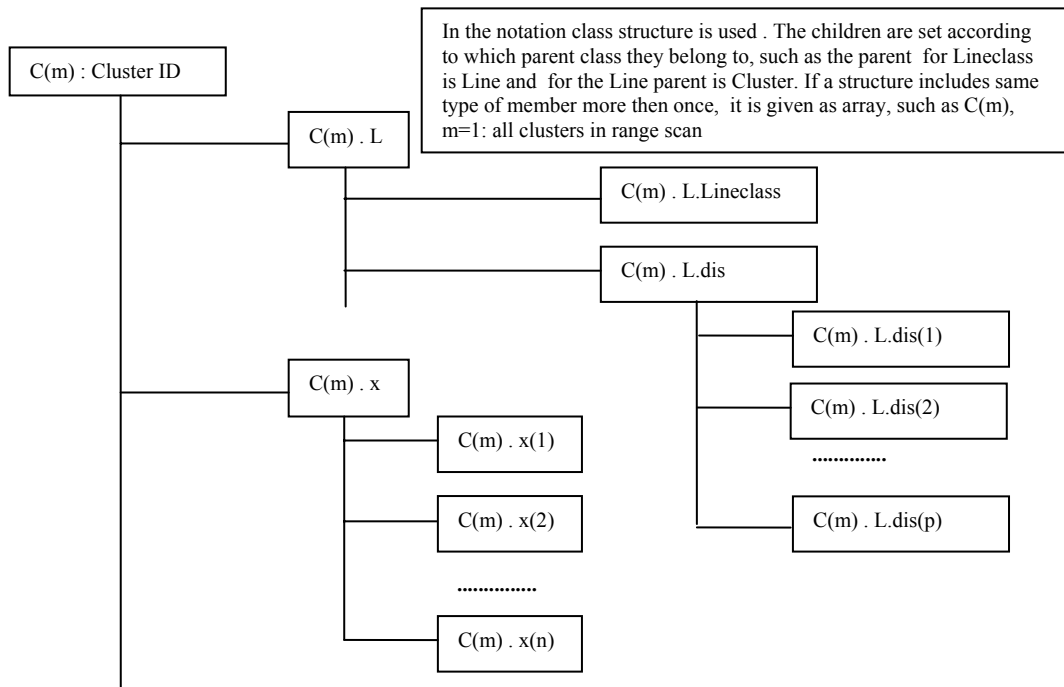 In the notation class structure is used . The children are set according
to which parent class they belong to, such as the parent for Lineclass
is Line and for the Line parent is Cluster. If a structure includes same
type of member more then once, it is given as array, such as C(m),
m=1: all clusters in range scan
C(m) : Cluster ID
C(m) . L
C(m) . L.Lineclass
C(m) . L.dis
C(m) . L.dis(1)
C(m) . L.dis(2)
..............
C(m) . L.dis(p)
C(m) . x
C(m) . x(1)
C(m) . x(2)
...............
C(m) . x(n)